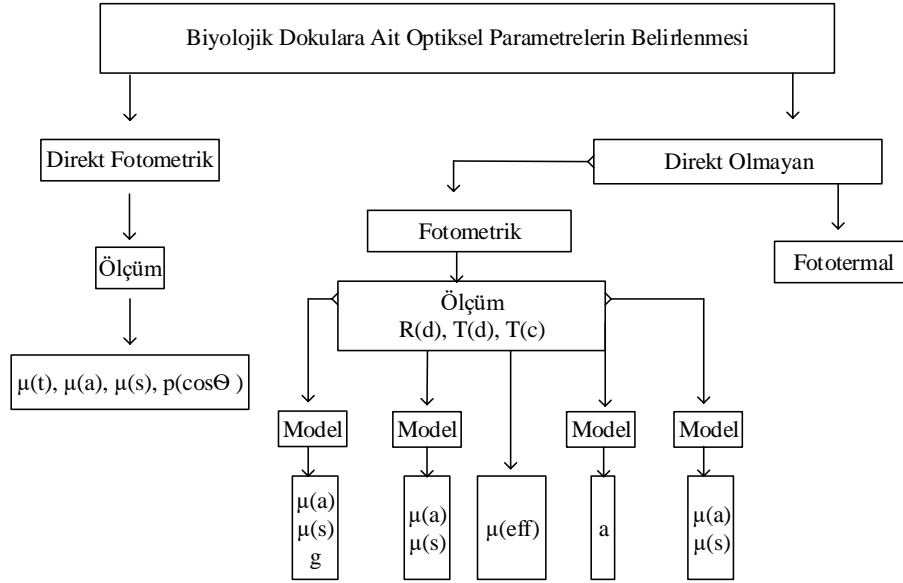 Biyolojik Dokulara Ait Optiksel Parametrelerin Belirlenmesi
Direkt Fotometrik
Direkt Olmayan
Fotometrik
Fototermal
Ölçüm
Ölçüm
R(d), T(d), T(c)
µ(t), µ(a), µ(s), p(cosΘ )
Model
Model
Model
Model
µ(a)
µ(s)
g
µ(a)
µ(s)
µ(eff)
a
µ(a)
µ(s)